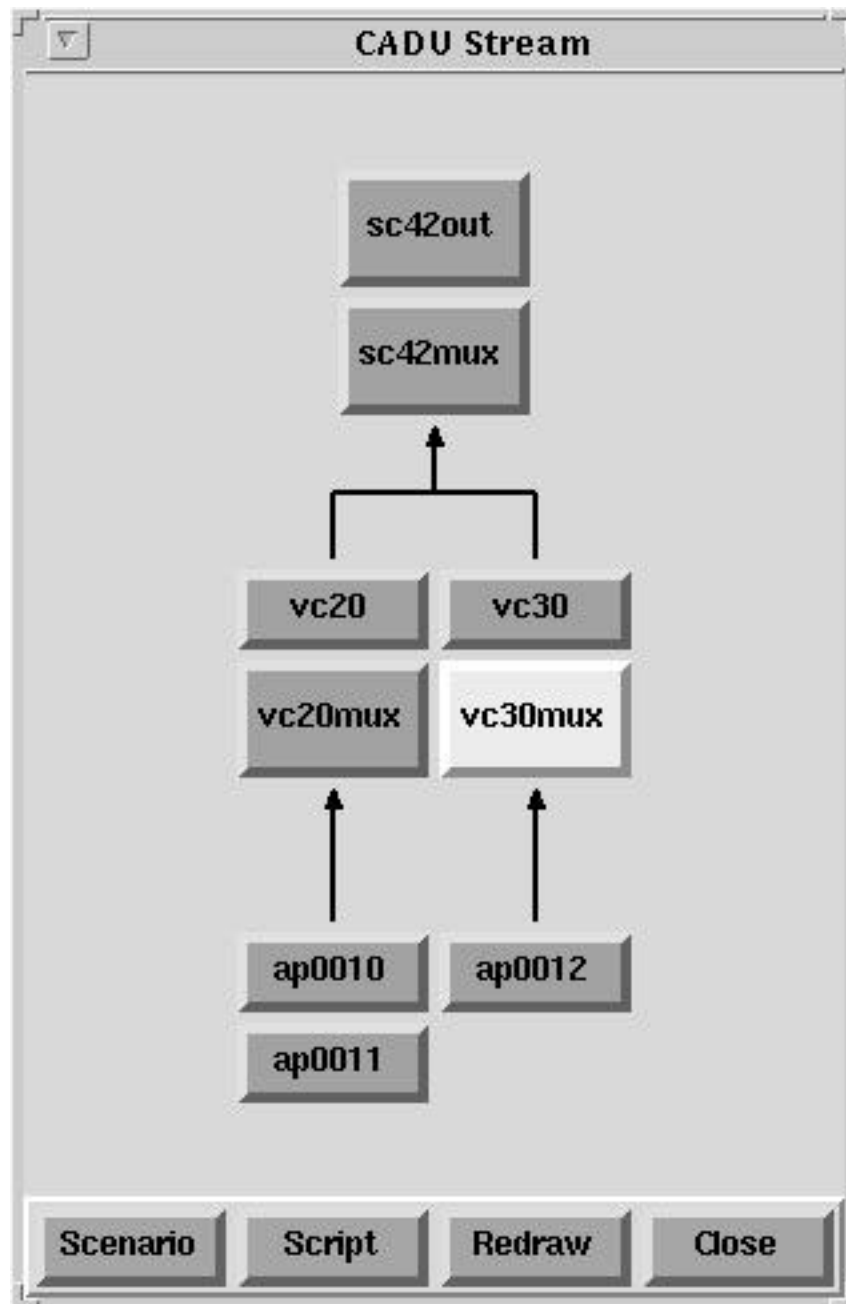 CADU Stream
sc42out
sc42mux
vc20 vc30
vc20mux vc30mux
ap0010 ap0012
ap0011
Scenario Script Redraw Close